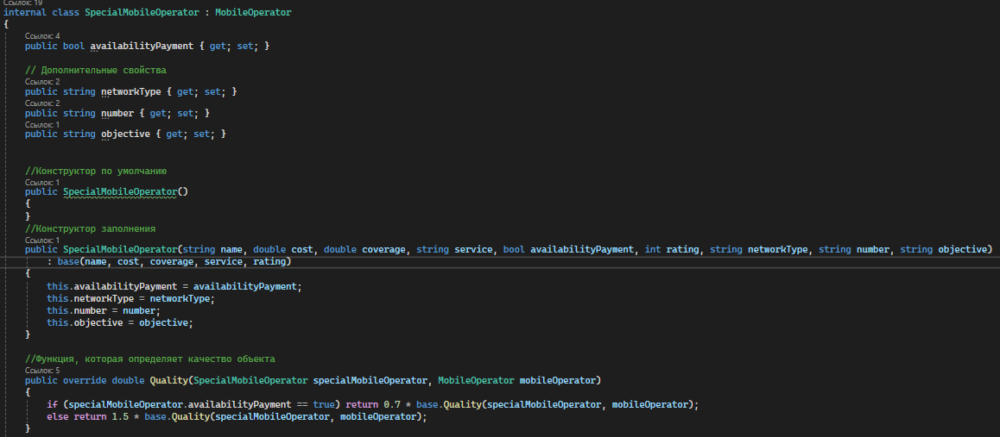 Ссылок: 19
internal class SpecialMobileOperator : MobileOperator
{
Ссылок: 4
public bool availabilityPayment { get; set; }
// Дополнительные свойства
Ссылок: 2
public string networkType { get; set; }
Ссылок: 2
public string number { get; set; }
Ссылок: 1
public string objective { get; set; }
//Конструктор по умолчанию
Ссылок: 1
public SpecialMobileOperator()
{
}
//Конструктор заполнения
Ссылок: 1
public SpecialMobileOperator(string name, double cost, double coverage, string service, bool availabilityPayment, int rating, string networkType, string number, string objective)
: base(name, cost, coverage, service, rating)
{
this.availabilityPayment = availabilityPayment;
this.networkType = networkType;
this.number = number;
this.objective = objective;
}
//Функция, которая определяет качество объекта
Ссылок: 5
public override double Quality(SpecialMobileOperator specialMobileOperator, MobileOperator mobileOperator)
{
if (specialMobileOperator.availabilityPayment == true) return 0.7 * base.Quality(specialMobileOperator, mobileOperator);
else return 1.5 * base.Quality(specialMobileOperator, mobileOperator);
}